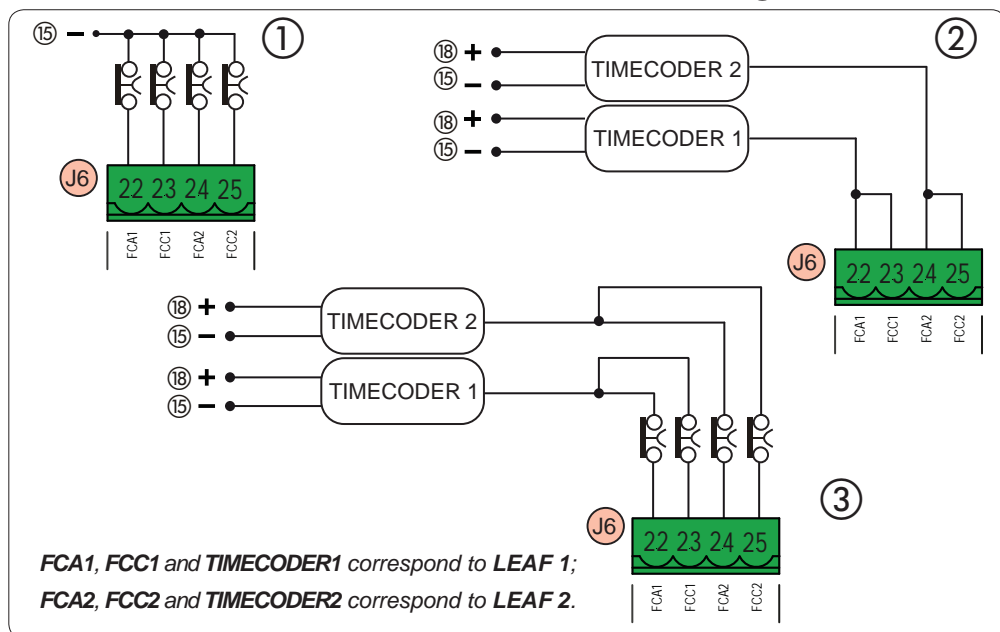 ①
⑮ −
J6
22 23 24 25
FCA1 FCC1 FCA2 FCC2
②
⑱ + TIMECODER 2
⑮ −
⑱ + TIMECODER 1
⑮ −
J6
22 23 24 25
FCA1 FCC1 FCA2 FCC2
⑱ + TIMECODER 2
⑮ −
⑱ + TIMECODER 1
⑮ −
③
J6
22 23 24 25
FCA1 FCC1 FCA2 FCC2
FCA1, FCC1 and TIMECODER1 correspond to LEAF 1;
FCA2, FCC2 and TIMECODER2 correspond to LEAF 2.